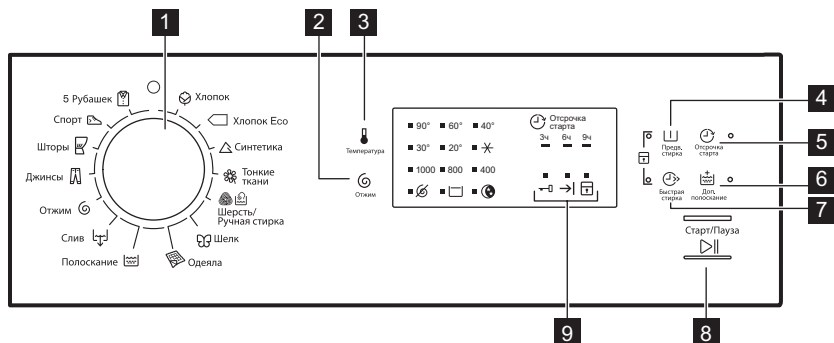 1
2
3
4
5
6
7
8
9
5 Рубашек
Спорт
Шторы
Джинсы
Отжим
Слив
Полоскание
Хлопок
Хлопок Eco
Синтетика
Тонкие
ткани
Шерсть/
Ручная стирка
Шелк
Одеяла
Температура
Отжим
90° 60° 40°
30° 20°
1000 800 400
Отсрочка
старта
3ч 6ч 9ч
Предв.
стирка
Отсрочка
старта
Быстрая
стирка
Доп.
полоскание
Старт/Пауза